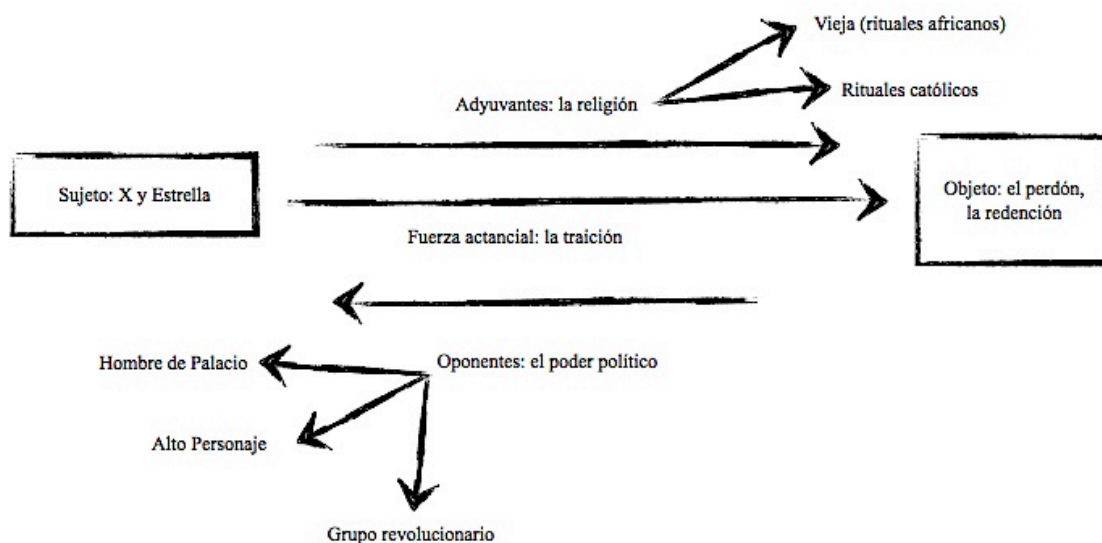 Vieja (rituales africanos)
Adyuvantes: la religión
Rituales católicos
Sujeto: X y Estrella
Objeto: el perdón,
la redención
Fuerza actancial: la traición
Hombre de Palacio
Oponentes: el poder político
Alto Personaje
Grupo revolucionario